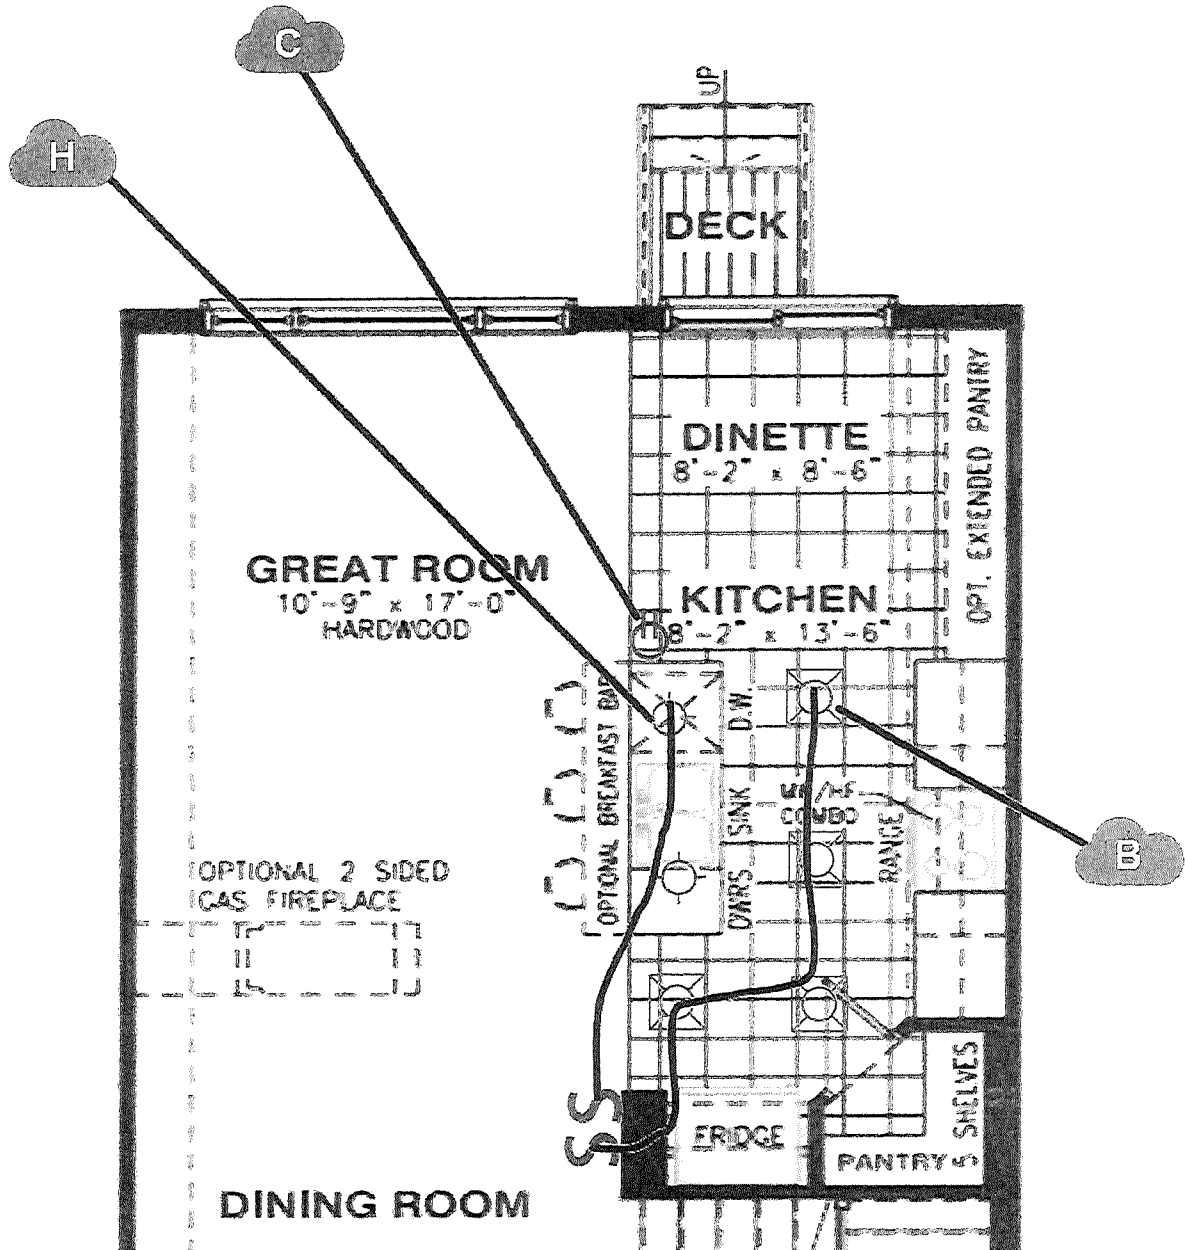 C
UP
H
DECK
DINETTE
8'-2" x 8'-6"
OPT. EXTENDED PANTRY
GREAT ROOM
10'-9" x 17'-0"
HARDWOOD
KITCHEN
8'-2" x 13'-6"
H
OPTIONAL BREAKFAST BAR
D.W.
SINK
DWRS
COMBO
RANGE
B
OPTIONAL 2 SIDED
GAS FIREPLACE
S
S
FRIDGE
5 SHELVES
PANTRY
DINING ROOM